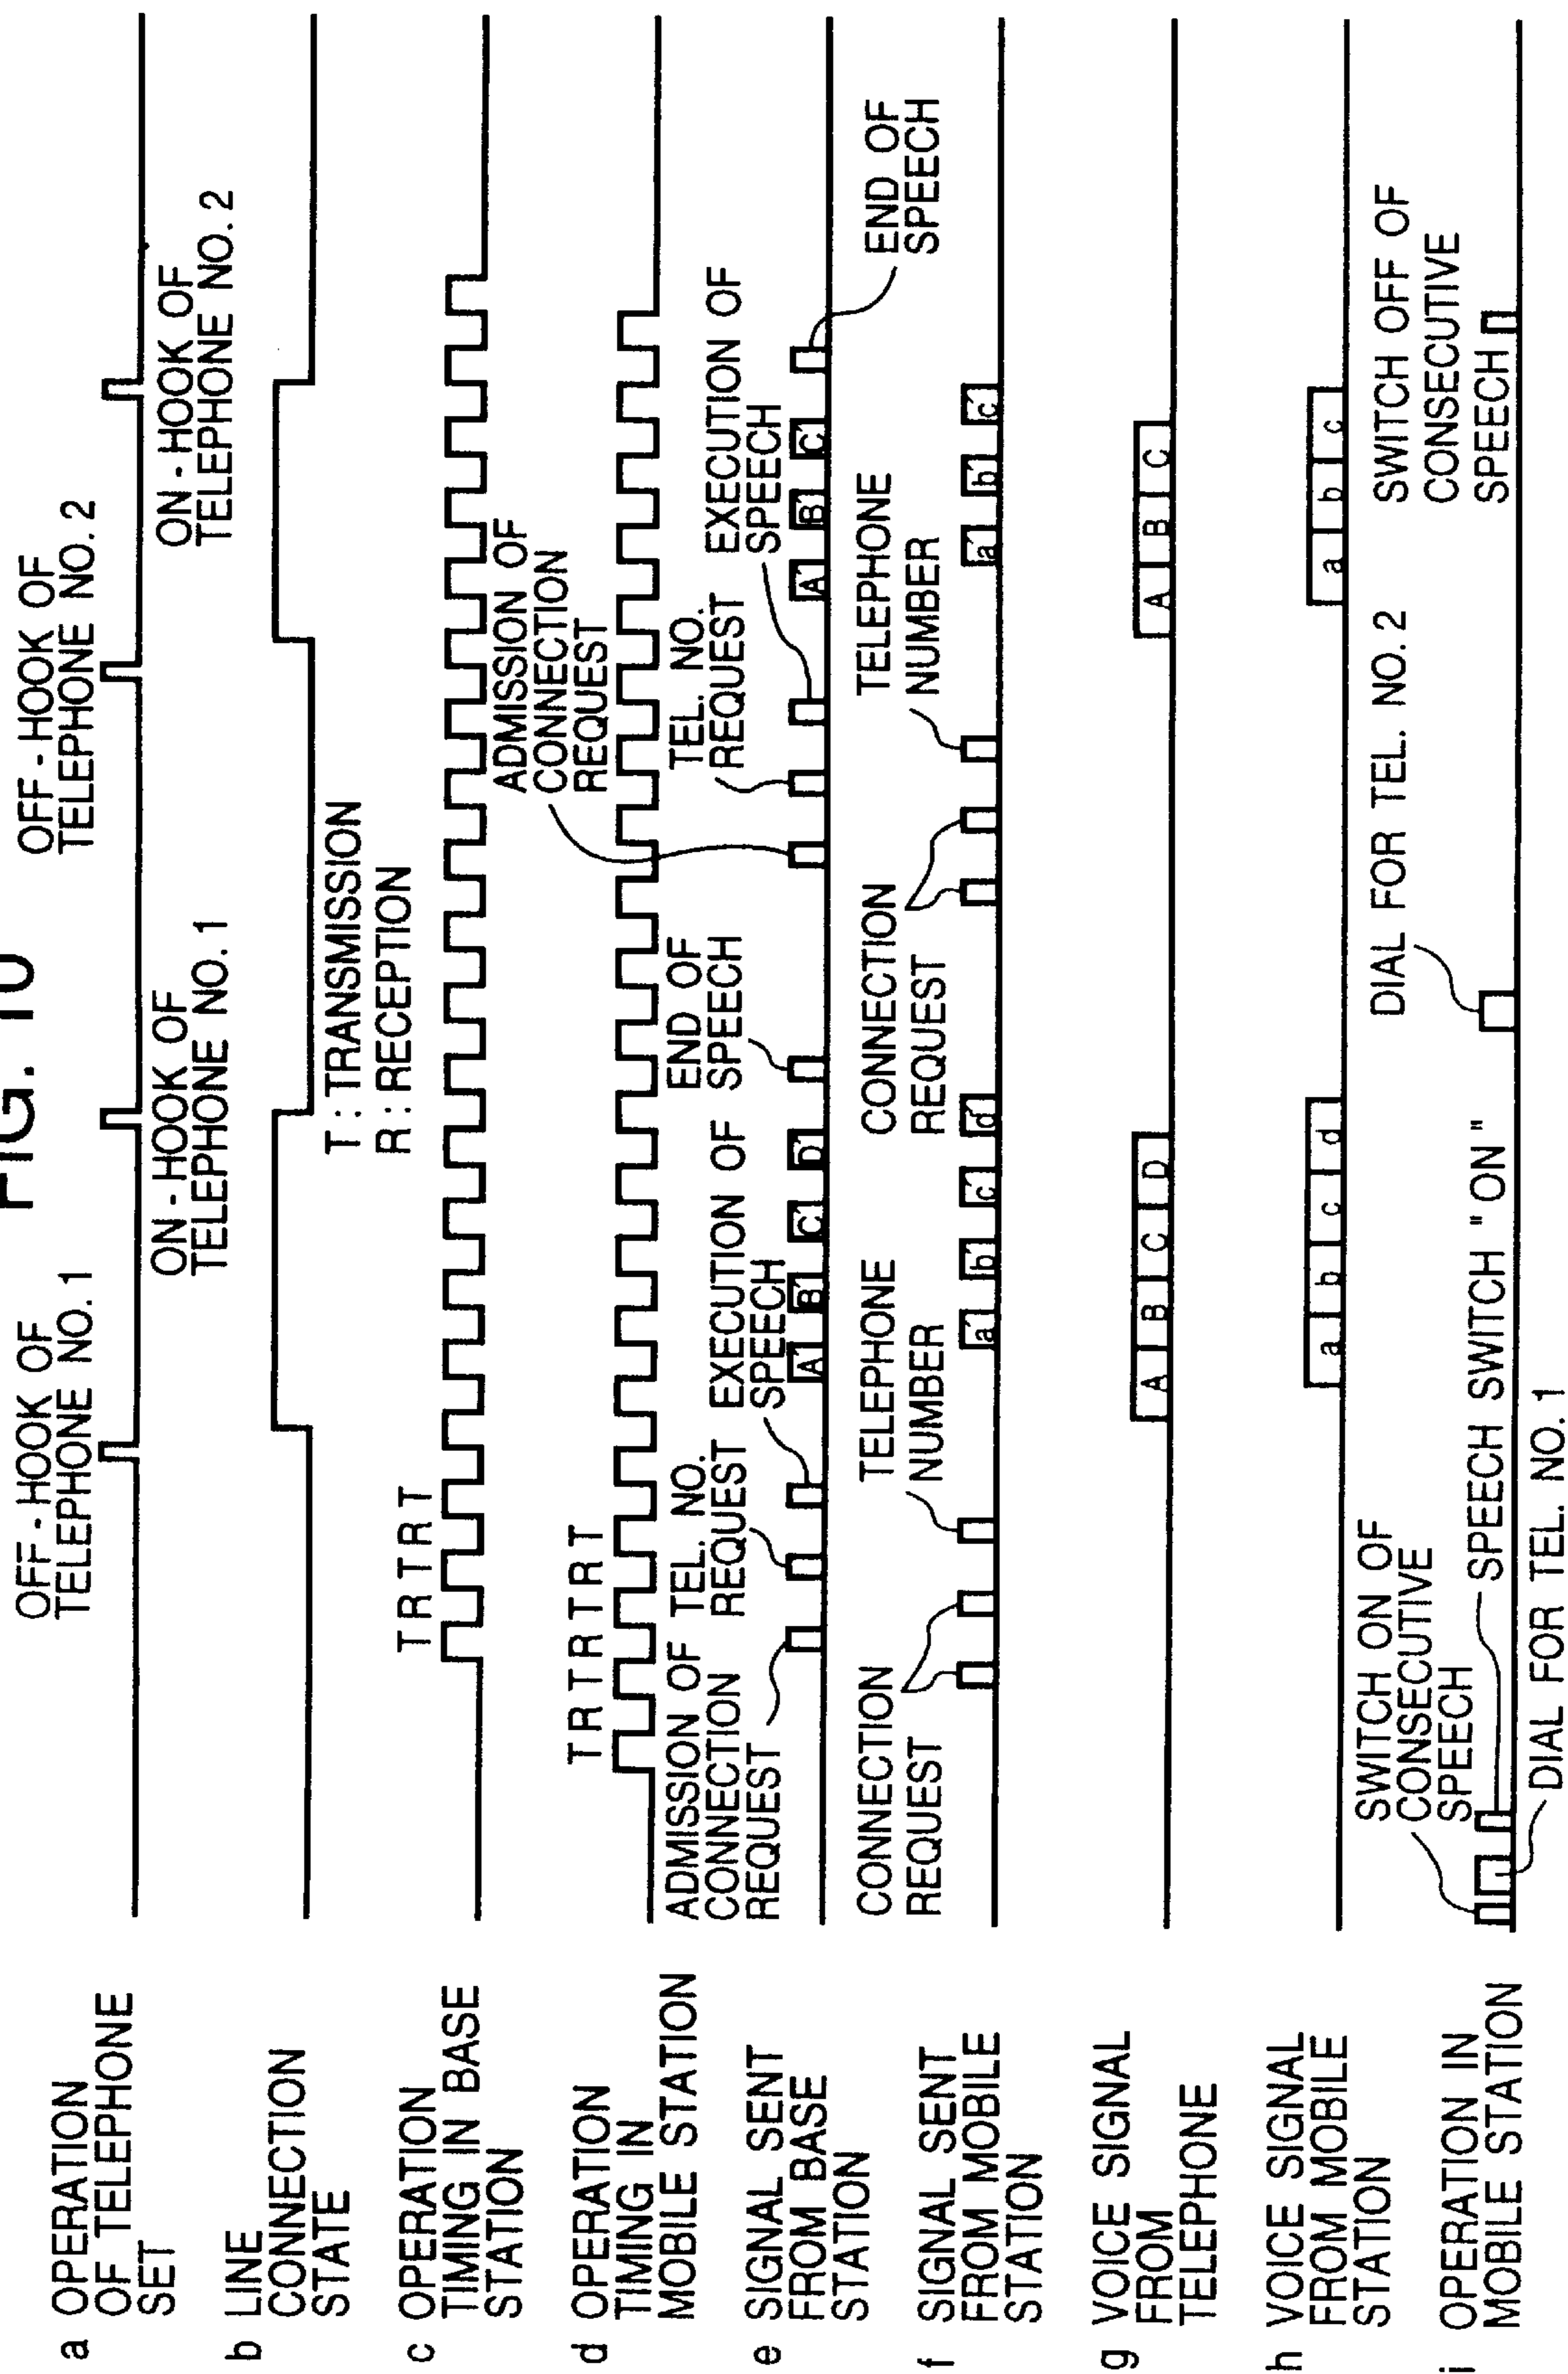 FIG. 10
a OPERATION
OF TELEPHONE
SET
OFF-HOOK OF
TELEPHONE NO. 1
ON-HOOK OF
TELEPHONE NO. 1
OFF-HOOK OF
TELEPHONE NO. 2
ON-HOOK OF
TELEPHONE NO. 2
b LINE
CONNECTION
STATE
T : TRANSMISSION
R : RECEPTION
c OPERATION
TIMING IN BASE
STATION
T R T R T
d OPERATION
TIMING IN
MOBILE STATION
T R T R T R T
e SIGNAL SENT
FROM BASE
STATION
ADMISSION OF
CONNECTION
REQUEST
TEL. NO.
REQUEST
EXECUTION OF
SPEECH
A' B' C' D'
END OF
SPEECH
ADMISSION OF
CONNECTION
REQUEST
TEL. NO.
REQUEST
EXECUTION OF
SPEECH
A' B' C'
END OF
SPEECH
f SIGNAL SENT
FROM MOBILE
STATION
CONNECTION
REQUEST
TELEPHONE
NUMBER
a' b' c' d'
CONNECTION
REQUEST
TELEPHONE
NUMBER
a' b' c'
g VOICE SIGNAL
FROM
TELEPHONE
A B C D
A B C
h VOICE SIGNAL
FROM MOBILE
STATION
a b c d
a b c
i OPERATION IN
MOBILE STATION
SWITCH ON OF
CONSECUTIVE
SPEECH
SPEECH SWITCH "ON"
DIAL FOR TEL. NO. 1
DIAL FOR TEL. NO. 2
SWITCH OFF OF
CONSECUTIVE
SPEECH